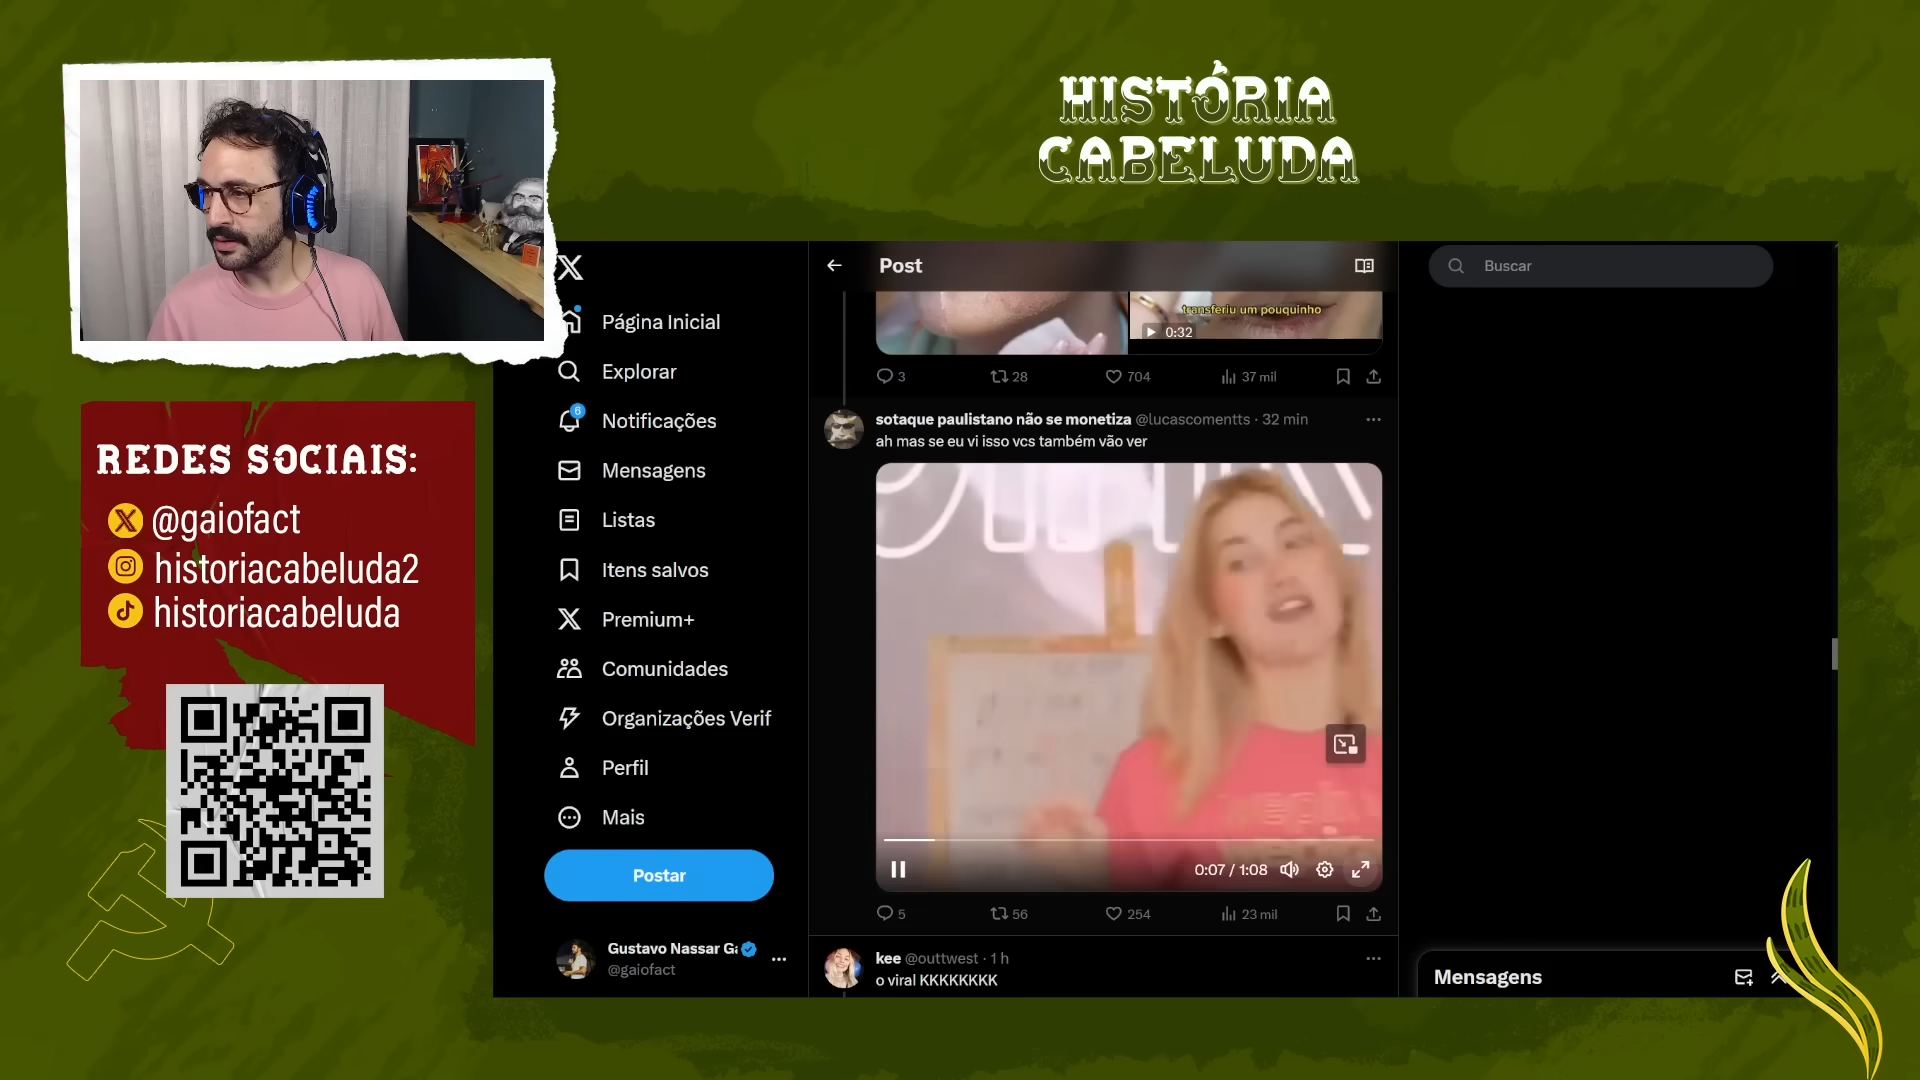 HISTÓRIA
CABELUDA
REDES SOCIAIS:
@gaiofact
historiacabeluda2
historiacabeluda
Página Inicial
Explorar
6
Notificações
Mensagens
Listas
Itens salvos
Premium+
Comunidades
Organizações Verif
Perfil
Mais
Postar
Gustavo Nassar Ga
@gaiofact
Post
transferiu um pouquinho
0:32
3
28
704
37 mil
sotaque paulistano não se monetiza @lucascomentts · 32 min
ah mas se eu vi isso vcs também vão ver
0:07 / 1:08
5
56
254
23 mil
kee @outtwest · 1 h
o viral KKKKKKKK
Buscar
Mensagens